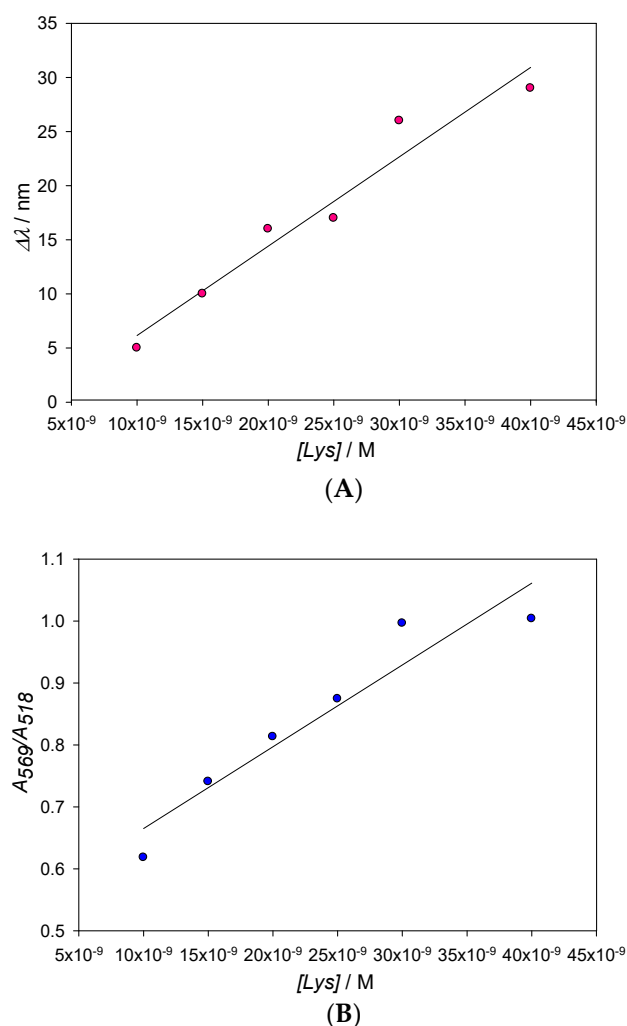 35
30
25
20
15
10
5
0
Δλ / nm
5x10⁻⁹ 10x10⁻⁹ 15x10⁻⁹ 20x10⁻⁹ 25x10⁻⁹ 30x10⁻⁹ 35x10⁻⁹ 40x10⁻⁹ 45x10⁻⁹
[Lys] / M
(A)
1.1
1.0
0.9
0.8
0.7
0.6
0.5
A₅₆₉/A₅₁₈
5x10⁻⁹ 10x10⁻⁹ 15x10⁻⁹ 20x10⁻⁹ 25x10⁻⁹ 30x10⁻⁹ 35x10⁻⁹ 40x10⁻⁹ 45x10⁻⁹
[Lys] / M
(B)